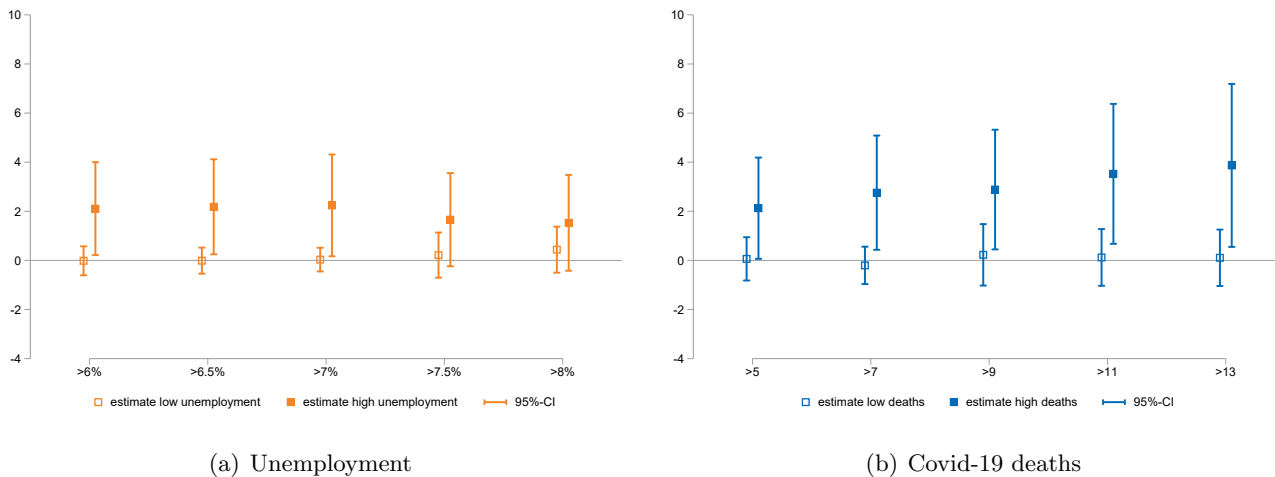 10
8
6
4
2
0
-2
-4
>6% >6.5% >7% >7.5% >8%
estimate low unemployment estimate high unemployment 95%-CI
(a) Unemployment
10
8
6
4
2
0
-2
-4
>5 >7 >9 >11 >13
estimate low deaths estimate high deaths 95%-CI
(b) Covid-19 deaths